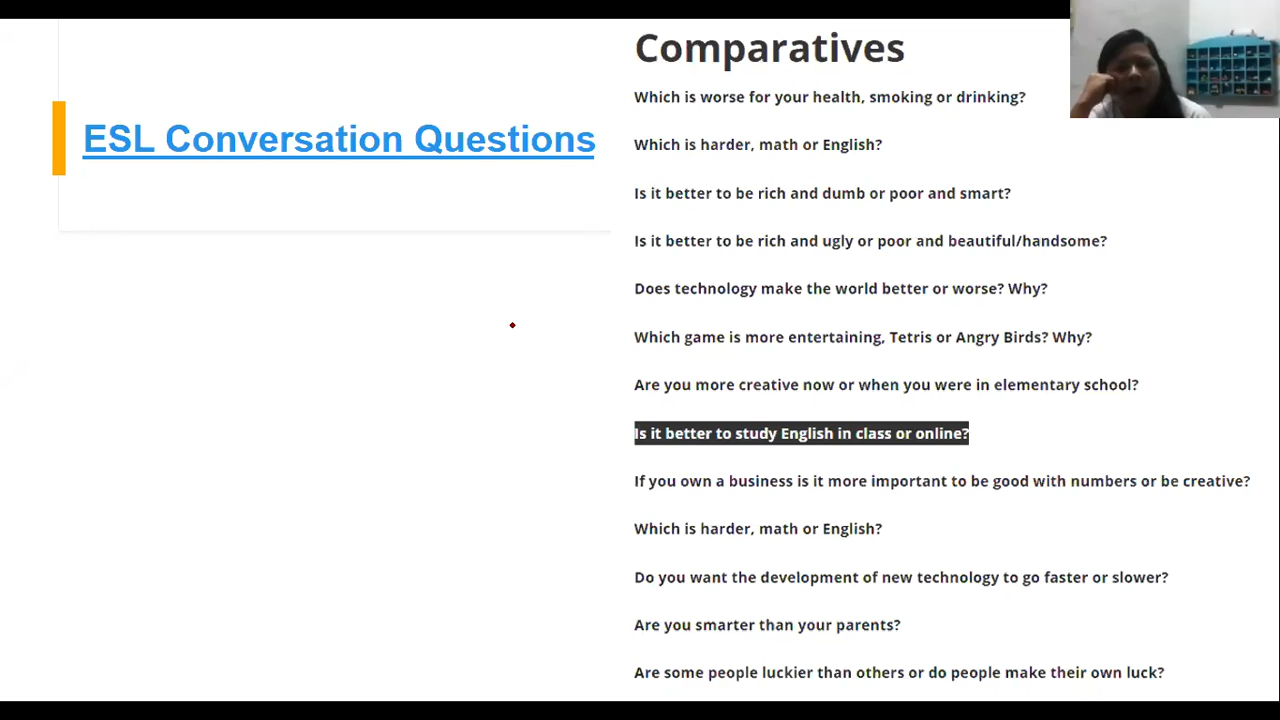 ESL Conversation Questions
Comparatives
Which is worse for your health, smoking or drinking?
Which is harder, math or English?
Is it better to be rich and dumb or poor and smart?
Is it better to be rich and ugly or poor and beautiful/handsome?
Does technology make the world better or worse? Why?
Which game is more entertaining, Tetris or Angry Birds? Why?
Are you more creative now or when you were in elementary school?
Is it better to study English in class or online?
If you own a business is it more important to be good with numbers or be creative?
Which is harder, math or English?
Do you want the development of new technology to go faster or slower?
Are you smarter than your parents?
Are some people luckier than others or do people make their own luck?